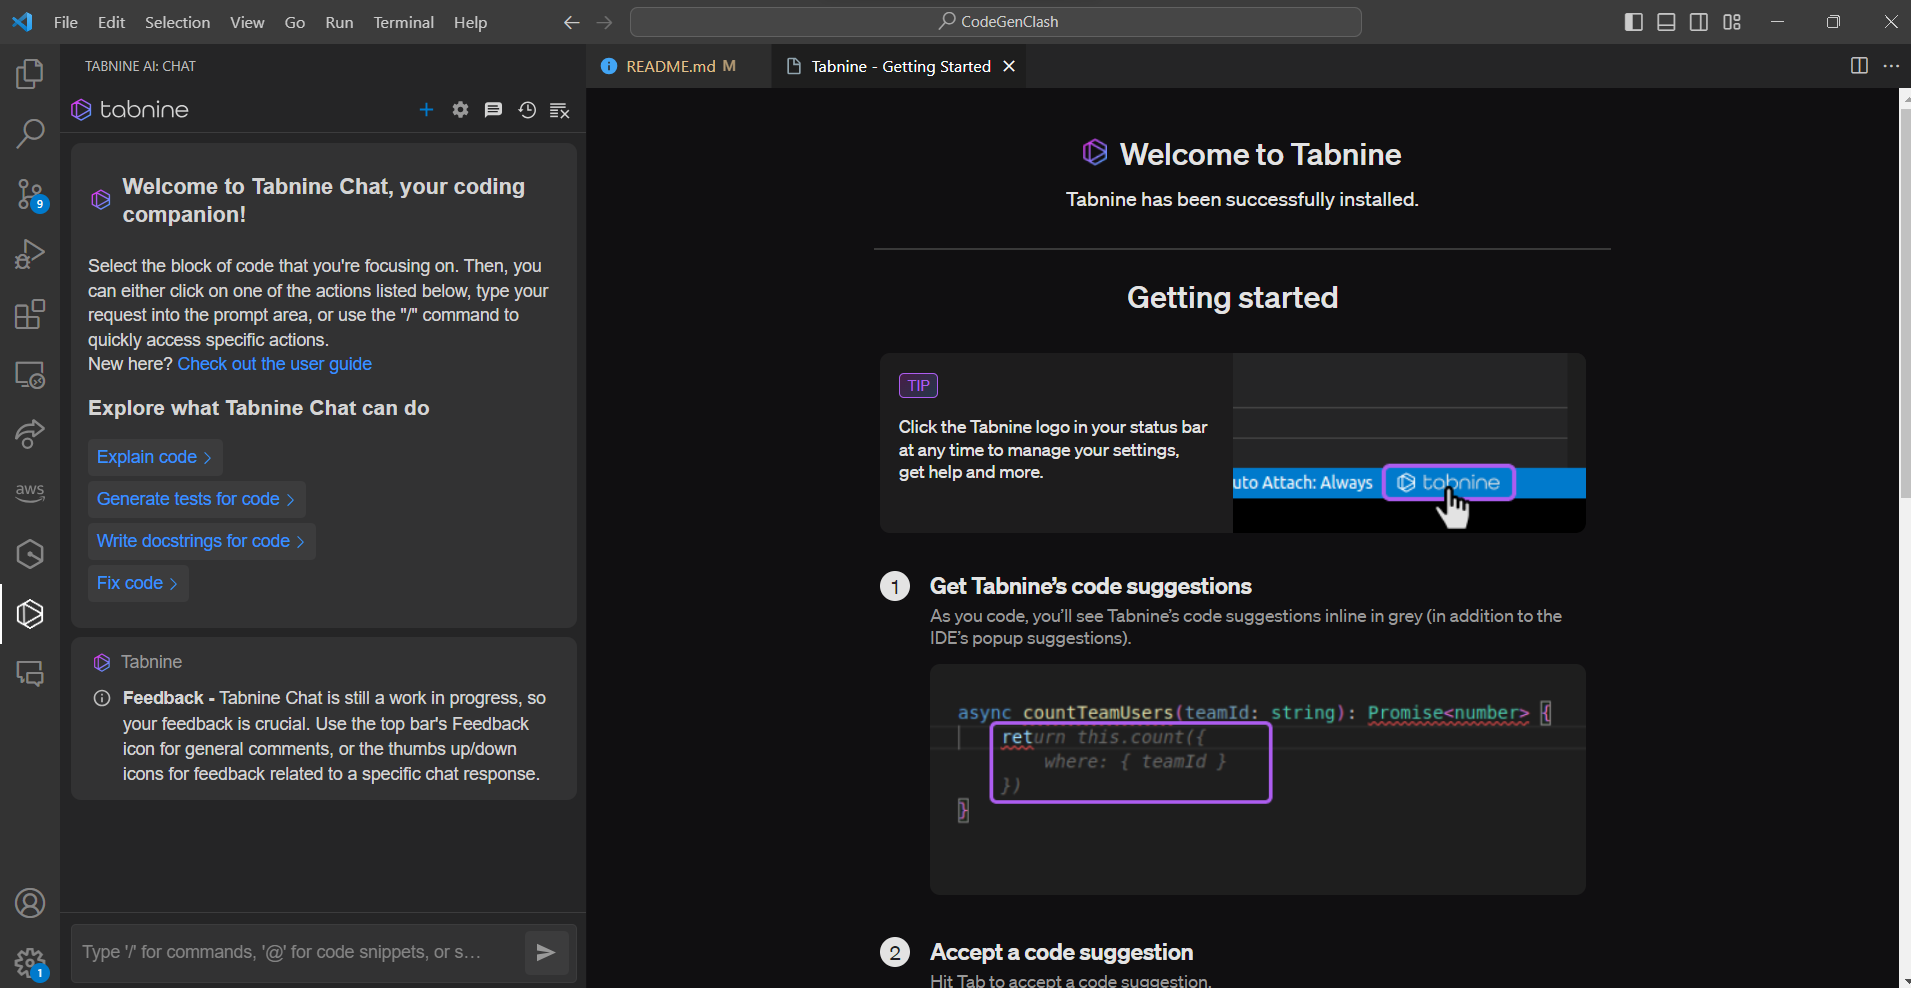 File Edit Selection View Go Run Terminal Help
CodeGenClash
TABNINE AI: CHAT
tabnine
Welcome to Tabnine Chat, your coding
companion!
Select the block of code that you're focusing on. Then, you
can either click on one of the actions listed below, type your
request into the prompt area, or use the "/" command to
quickly access specific actions.
New here? Check out the user guide
Explore what Tabnine Chat can do
Explain code >
Generate tests for code >
Write docstrings for code >
Fix code >
Tabnine
Feedback - Tabnine Chat is still a work in progress, so
your feedback is crucial. Use the top bar's Feedback
icon for general comments, or the thumbs up/down
icons for feedback related to a specific chat response.
Type '/' for commands, '@' for code snippets, or s...
9
aws
1
README.md M
Tabnine - Getting Started
Welcome to Tabnine
Tabnine has been successfully installed.
Getting started
TIP
Click the Tabnine logo in your status bar
at any time to manage your settings,
get help and more.
uto Attach: Always tabnine
1 Get Tabnine's code suggestions
As you code, you'll see Tabnine's code suggestions inline in grey (in addition to the
IDE's popup suggestions).
async countTeamUsers(teamId: string): Promise<number> {
return this.count({
where: { teamId }
})
}
2 Accept a code suggestion
Hit Tab to accept a code suggestion.